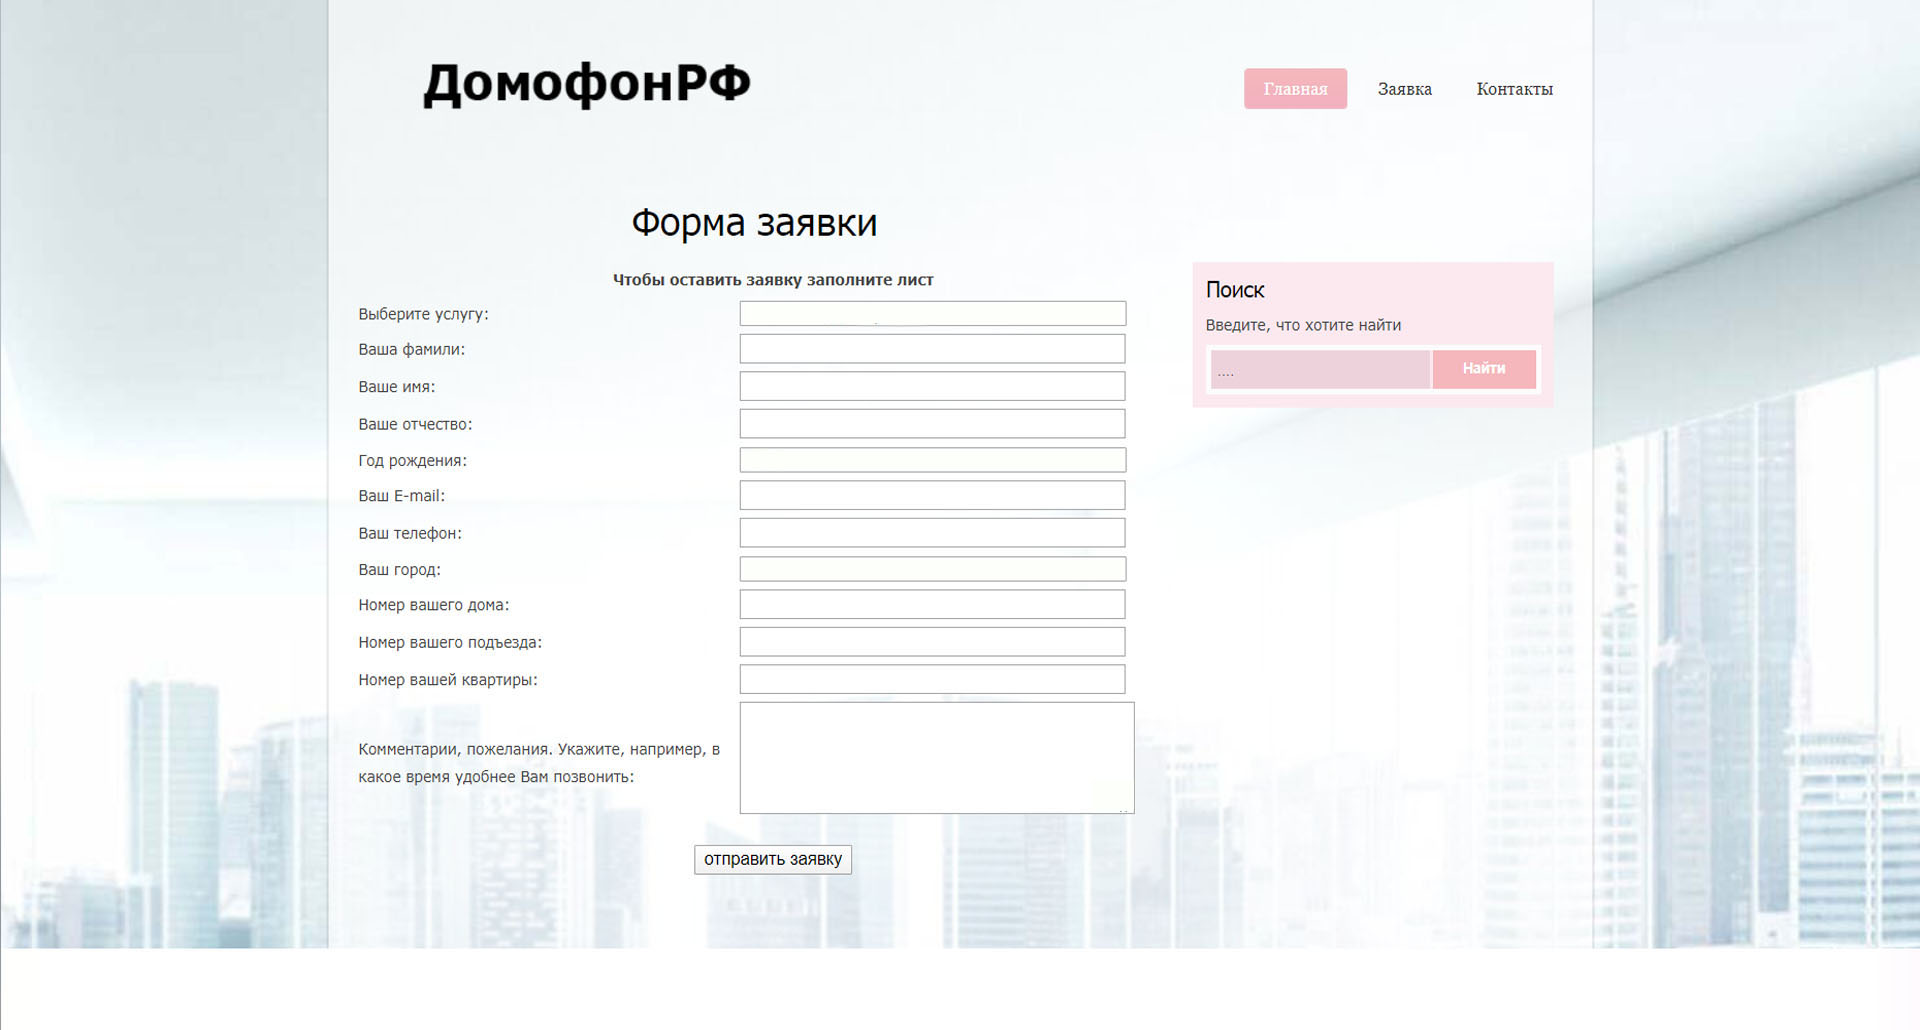 ДомофонРФ
Главная
Заявка
Контакты
Форма заявки
Чтобы оставить заявку заполните лист
Выберите услугу:
Ваша фамили:
Ваше имя:
Ваше отчество:
Год рождения:
Ваш E-mail:
Ваш телефон:
Ваш город:
Номер вашего дома:
Номер вашего подъезда:
Номер вашей квартиры:
Комментарии, пожелания. Укажите, например, в
какое время удобнее Вам позвонить:
отправить заявку
Поиск
Введите, что хотите найти
....
Найти